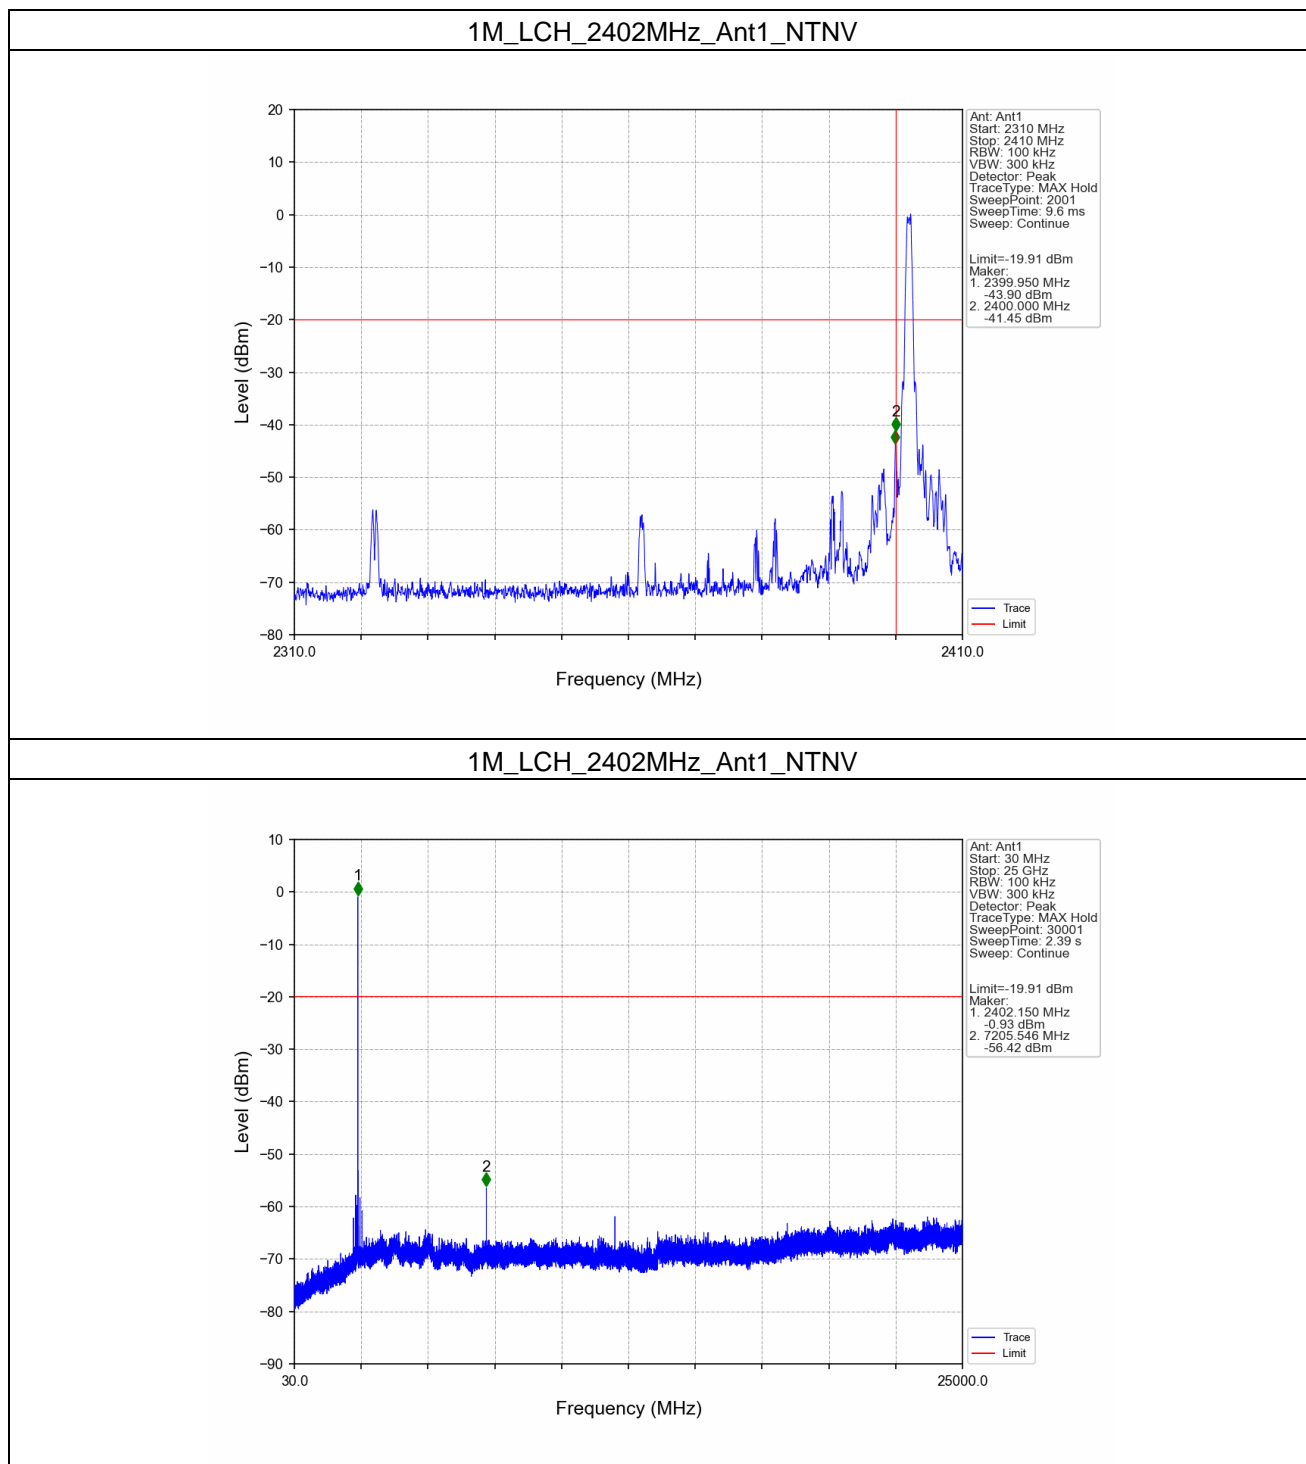 1M_LCH_2402MHz_Ant1_NTNV
20
10
0
−10
−20
−30
−40
−50
−60
−70
−80
Level (dBm)
2310.0
2410.0
Frequency (MHz)
2
Ant: Ant1
Start: 2310 MHz
Stop: 2410 MHz
RBW: 100 kHz
VBW: 300 kHz
Detector: Peak
TraceType: MAX Hold
SweepPoint: 2001
SweepTime: 9.6 ms
Sweep: Continue
Limit=-19.91 dBm
Maker:
1. 2399.950 MHz
-43.90 dBm
2. 2400.000 MHz
-41.45 dBm
Trace
Limit
1M_LCH_2402MHz_Ant1_NTNV
10
0
−10
−20
−30
−40
−50
−60
−70
−80
−90
Level (dBm)
30.0
25000.0
Frequency (MHz)
1
2
Ant: Ant1
Start: 30 MHz
Stop: 25 GHz
RBW: 100 kHz
VBW: 300 kHz
Detector: Peak
TraceType: MAX Hold
SweepPoint: 30001
SweepTime: 2.39 s
Sweep: Continue
Limit=-19.91 dBm
Maker:
1. 2402.150 MHz
-0.93 dBm
2. 7205.546 MHz
-56.42 dBm
Trace
Limit